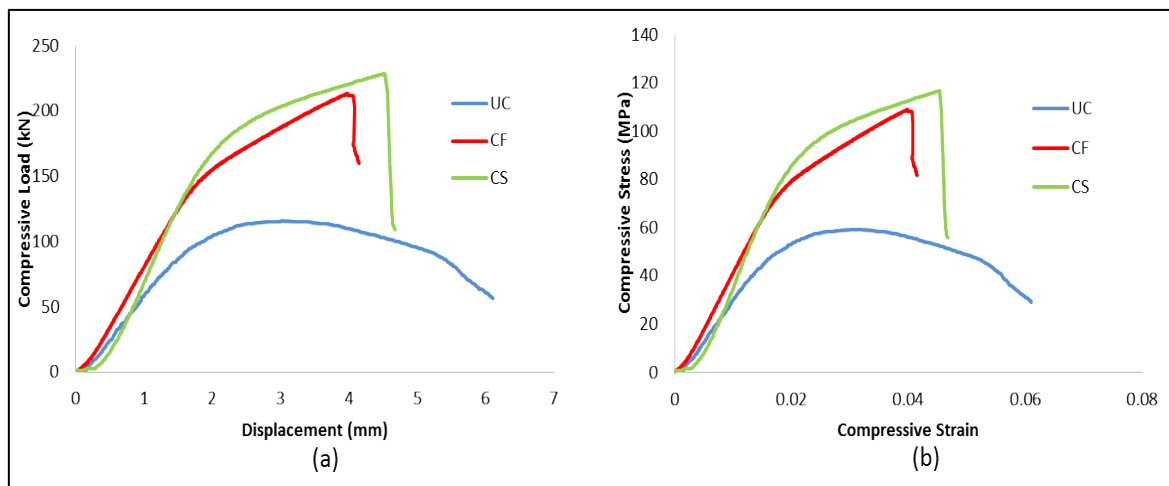 250
200
150
100
50
0
Compressive Load (kN)
0 1 2 3 4 5 6 7
Displacement (mm)
UC
CF
CS
(a)
140
120
100
80
60
40
20
0
Compressive Stress (MPa)
0 0.02 0.04 0.06 0.08
Compressive Strain
UC
CF
CS
(b)